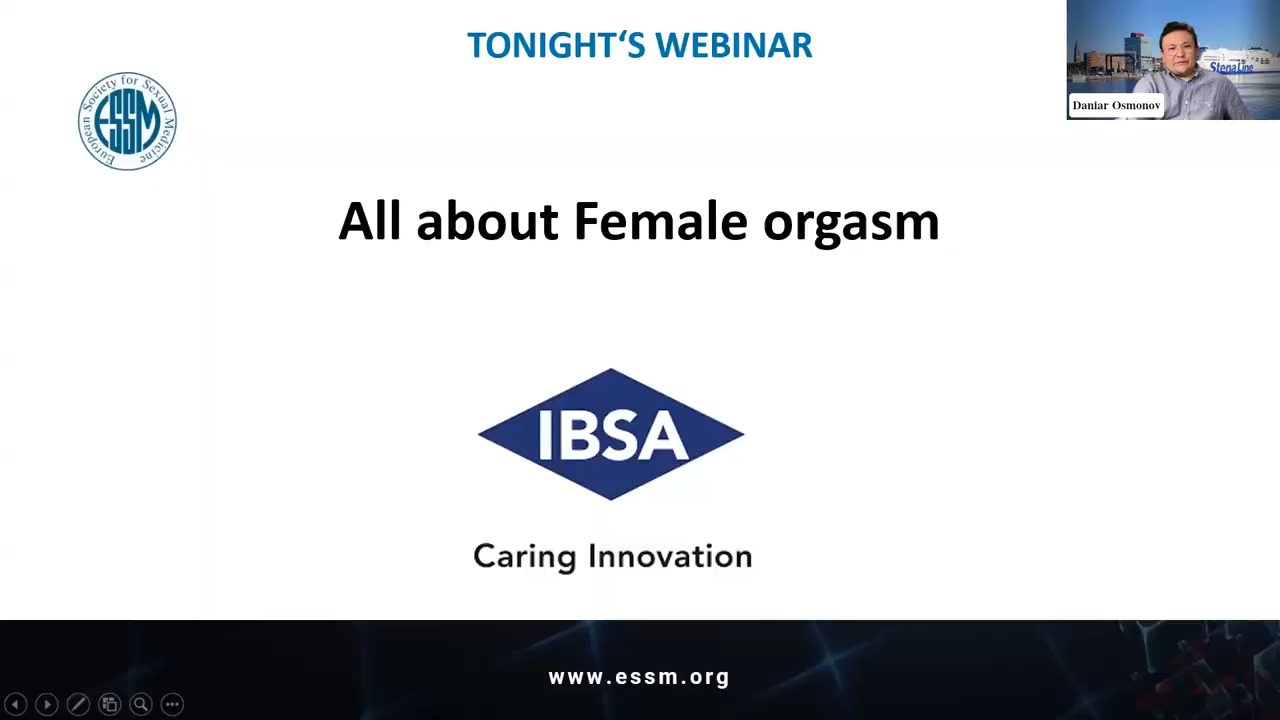 TONIGHT‘S WEBINAR
European Society for Sexual Medicine
ESSM
StenaLine
Daniar Osmonov
All about Female orgasm
IBSA
Caring Innovation
www.essm.org